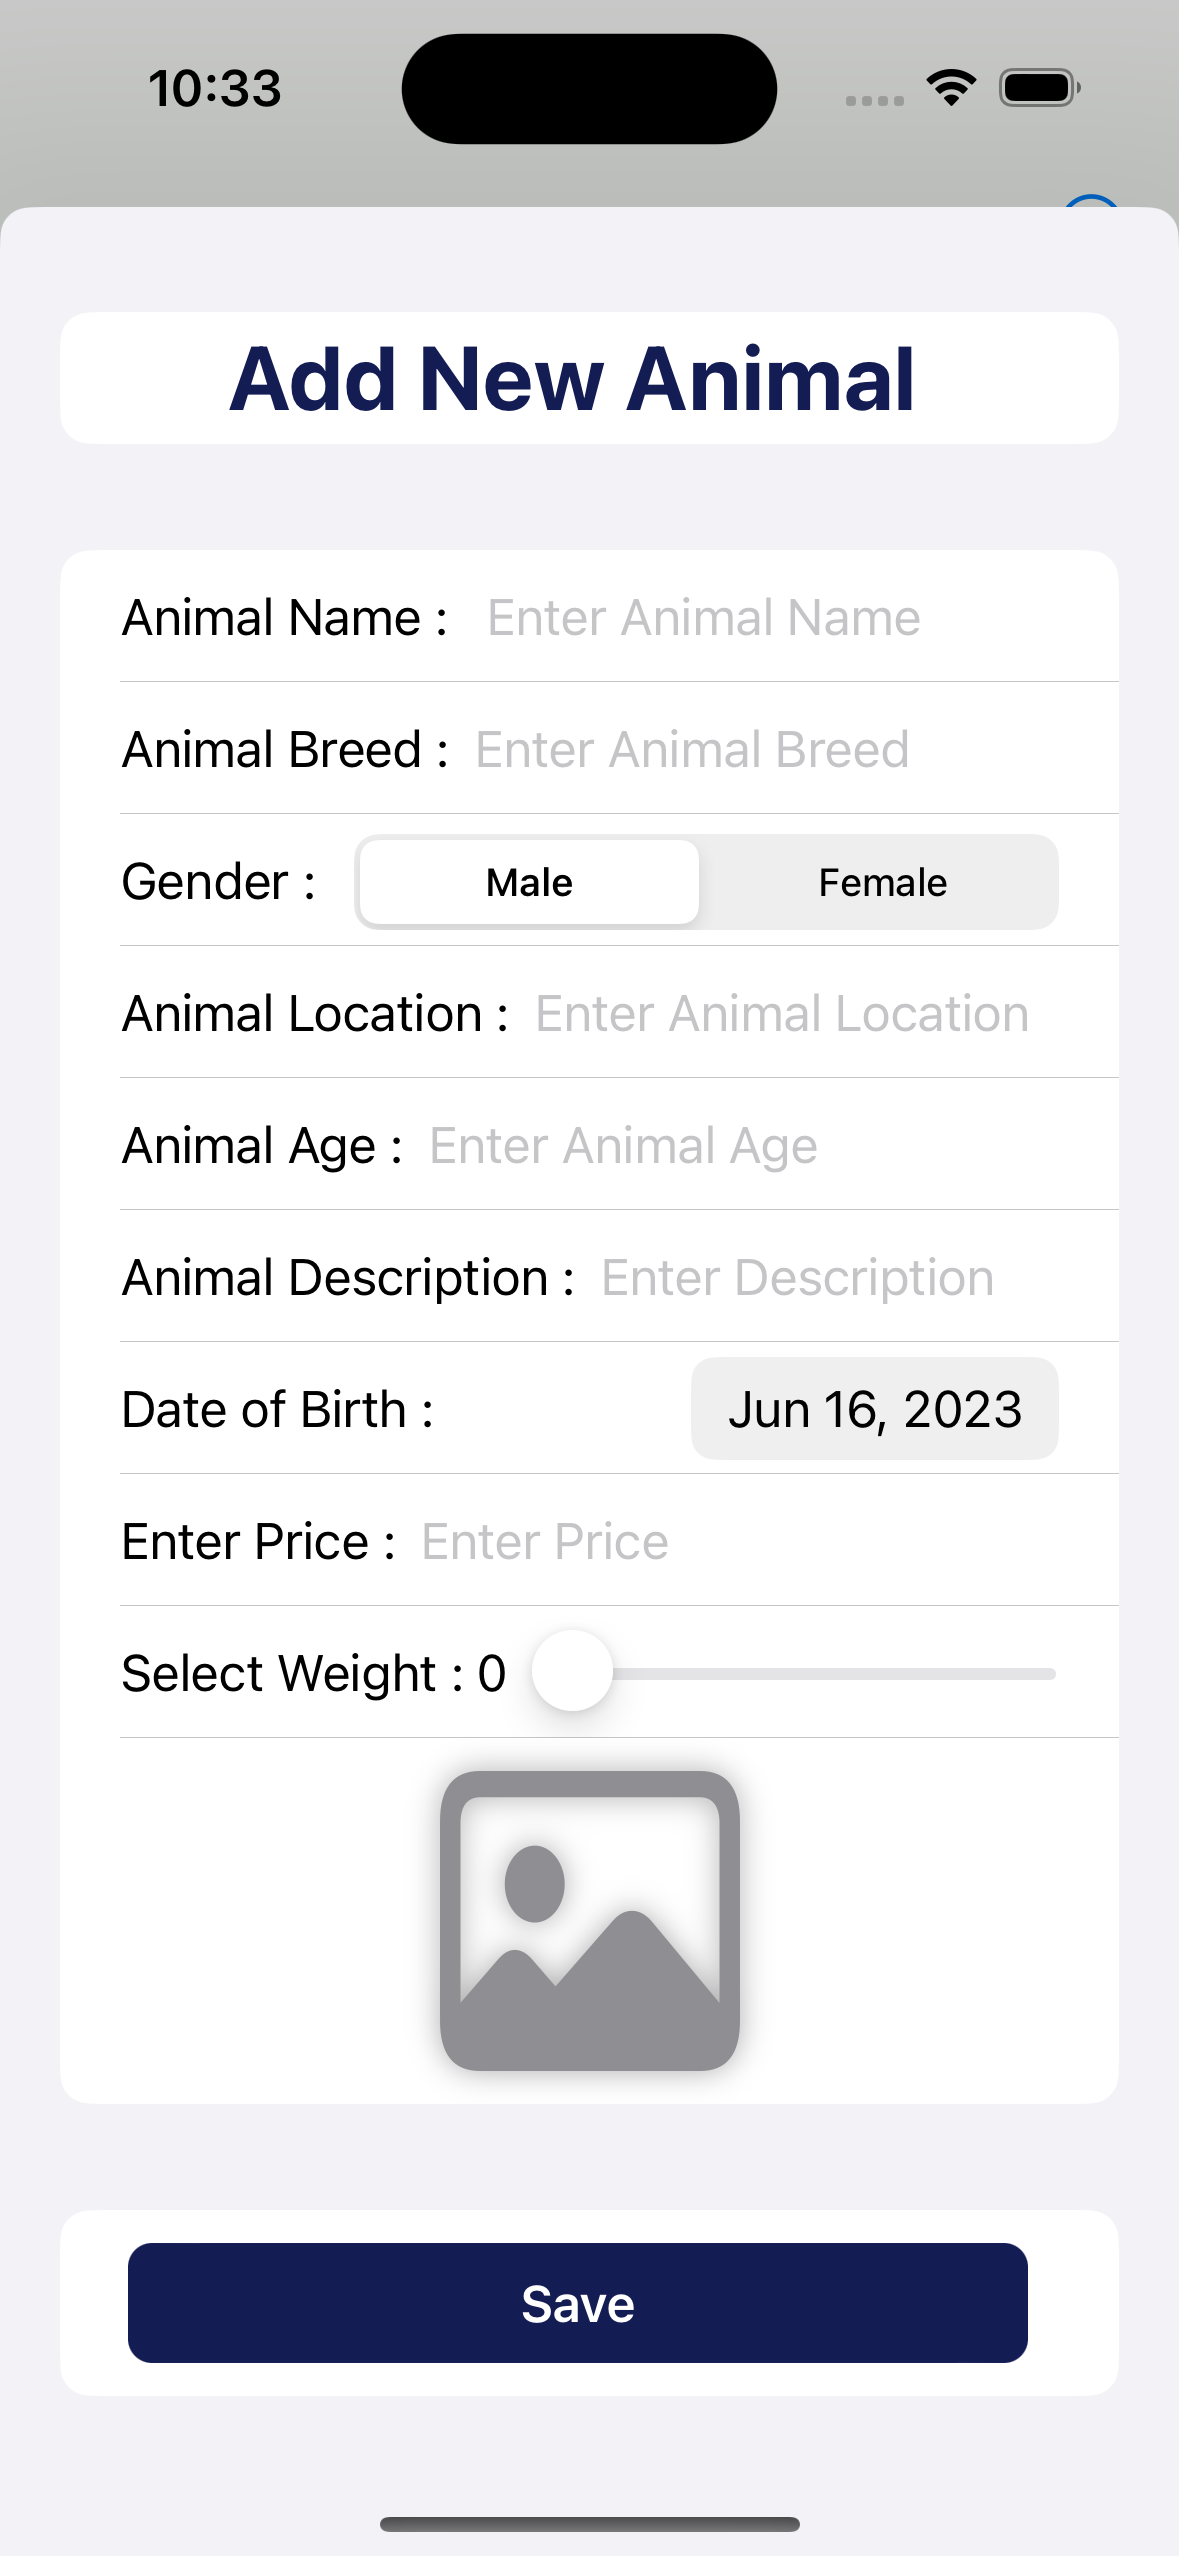 10:33
Add New Animal
Animal Name : Enter Animal Name
Animal Breed : Enter Animal Breed
Gender : Male Female
Animal Location : Enter Animal Location
Animal Age : Enter Animal Age
Animal Description : Enter Description
Date of Birth : Jun 16, 2023
Enter Price : Enter Price
Select Weight : 0
Save